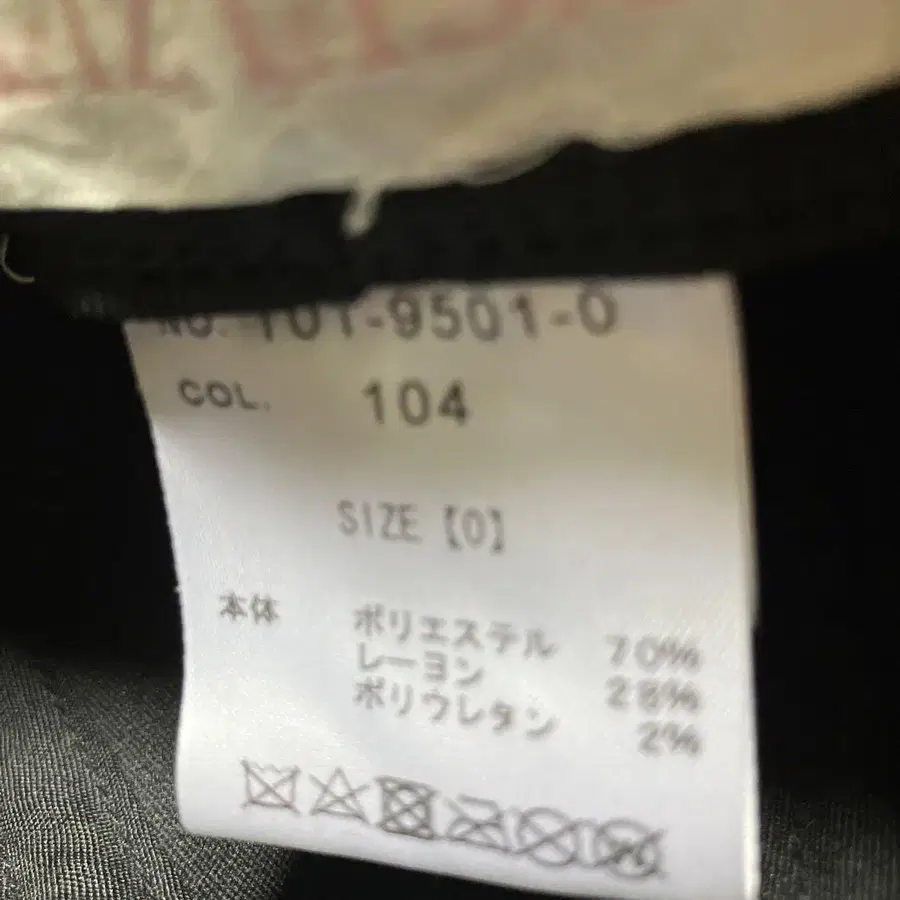 NO. 101-9501-0
COL. 104
SIZE【0】
本体 ポリエステル 70%
レーヨン 28%
ポリウレタン 2%